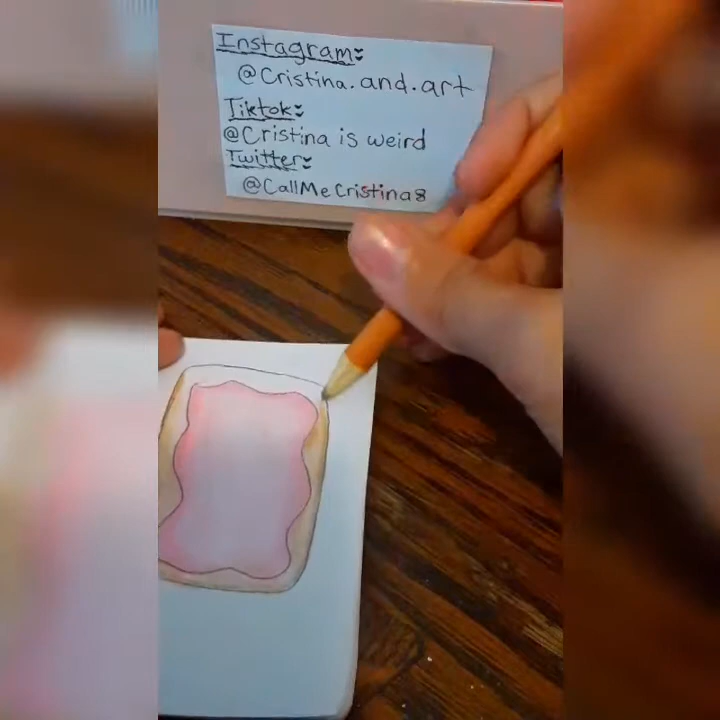 Instagram:
@Cristina.and.art
Tiktok:
@Cristina is weird
Twitter:
@CallMeCristina8